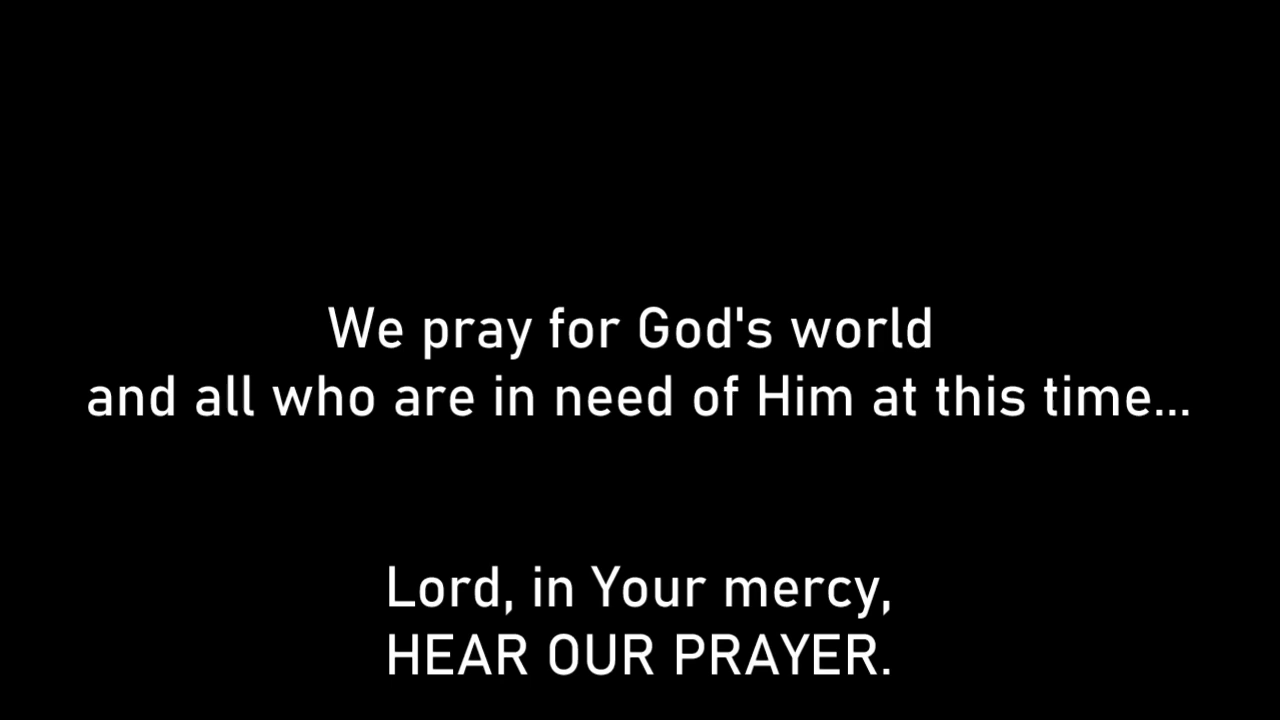 We pray for God's world
and all who are in need of Him at this time...
Lord, in Your mercy,
HEAR OUR PRAYER.